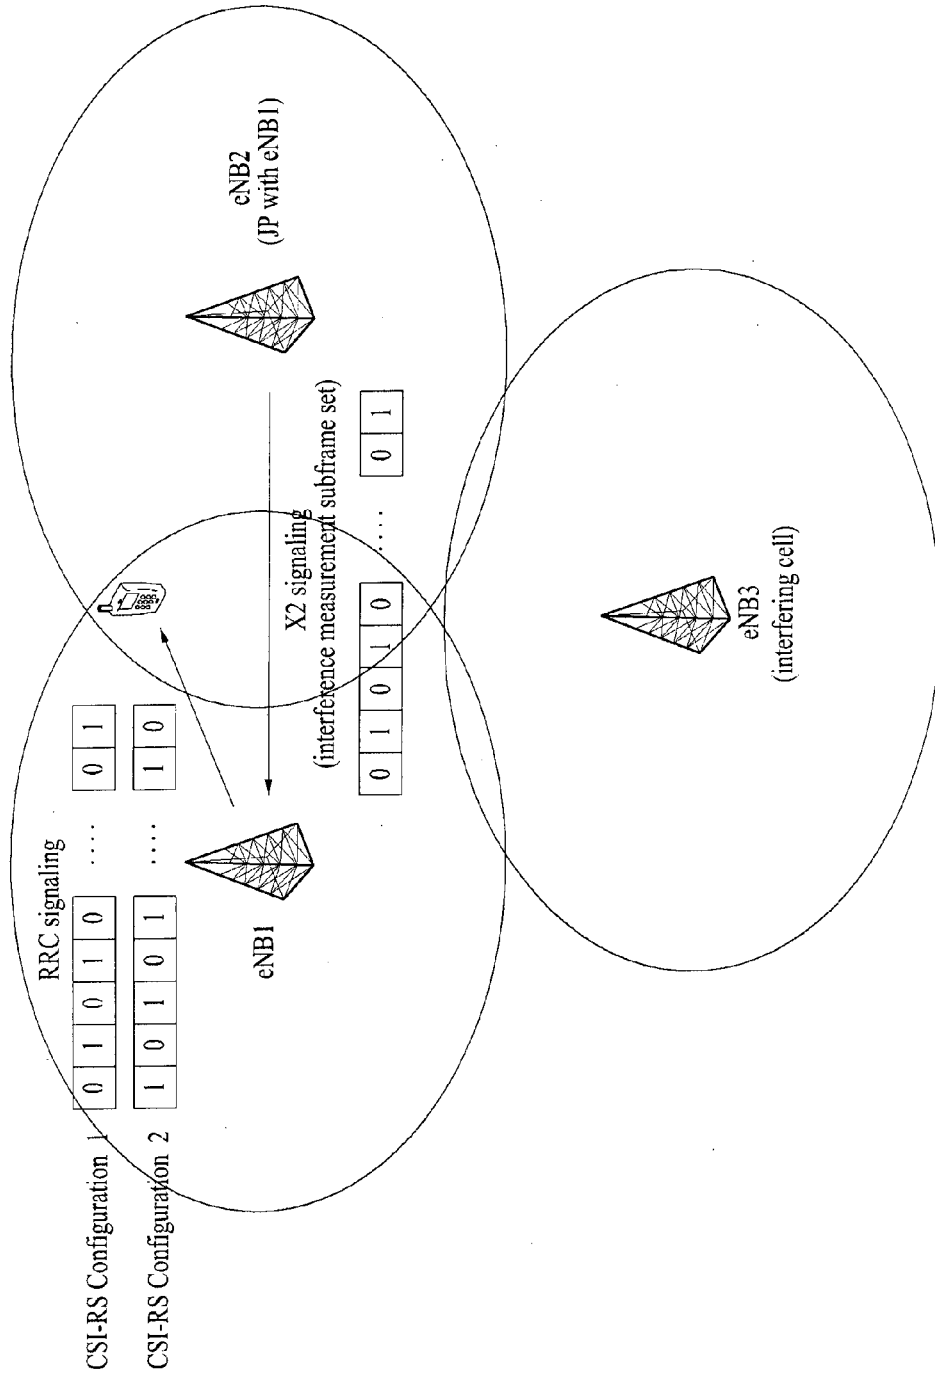 RRC signaling
CSI-RS Configuration 1 0 1 0 1 0 .... 0 1
CSI-RS Configuration 2 1 0 1 0 1 .... 1 0
eNB1
eNB2
(JP with eNB1)
X2 signaling
(interference measurement subframe set)
0 1 0 1 0 .... 0 1
eNB3
(interfering cell)